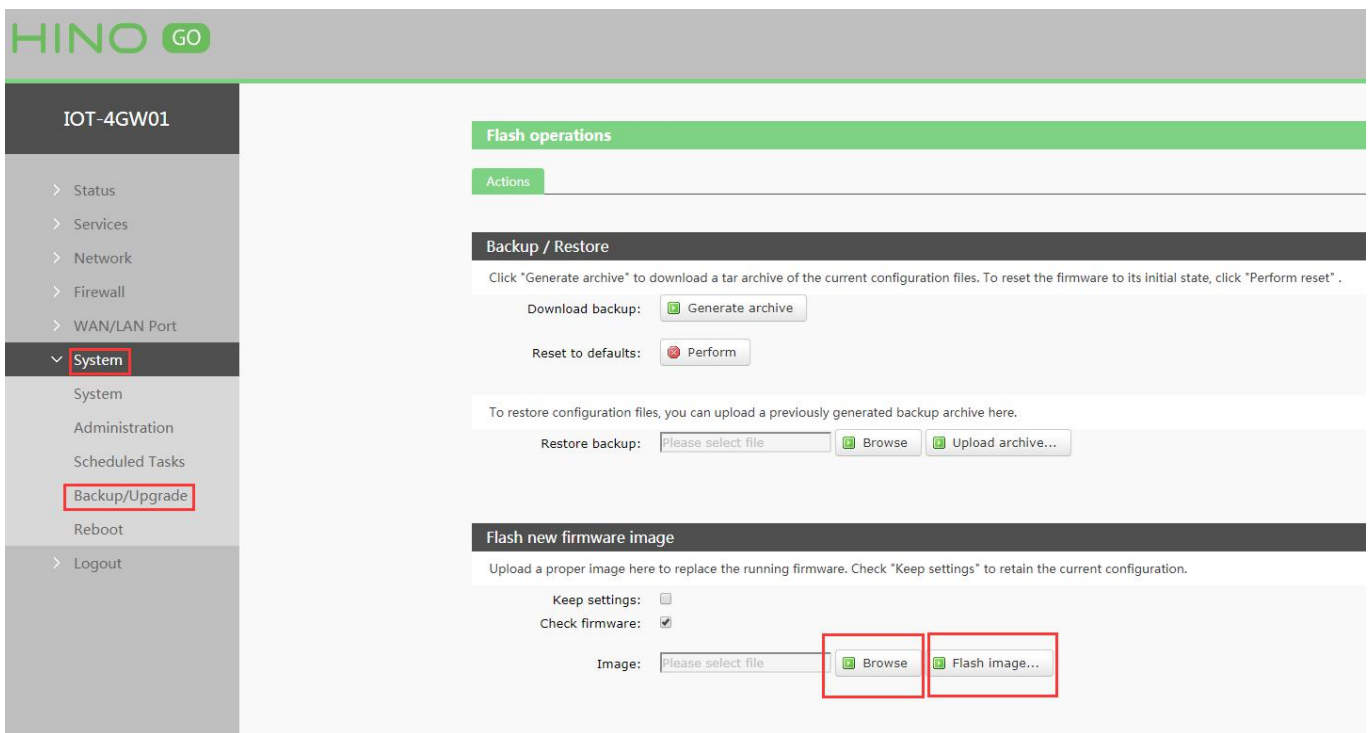 HINO GO
IOT-4GW01
Status
Services
Network
Firewall
WAN/LAN Port
System
System
Administration
Scheduled Tasks
Backup/Upgrade
Reboot
Logout
Flash operations
Actions
Backup / Restore
Click "Generate archive" to download a tar archive of the current configuration files. To reset the firmware to its initial state, click "Perform reset" .
Download backup: Generate archive
Reset to defaults: Perform
To restore configuration files, you can upload a previously generated backup archive here.
Restore backup: Please select file Browse Upload archive...
Flash new firmware image
Upload a proper image here to replace the running firmware. Check "Keep settings" to retain the current configuration.
Keep settings:
Check firmware:
Image: Please select file Browse Flash image...